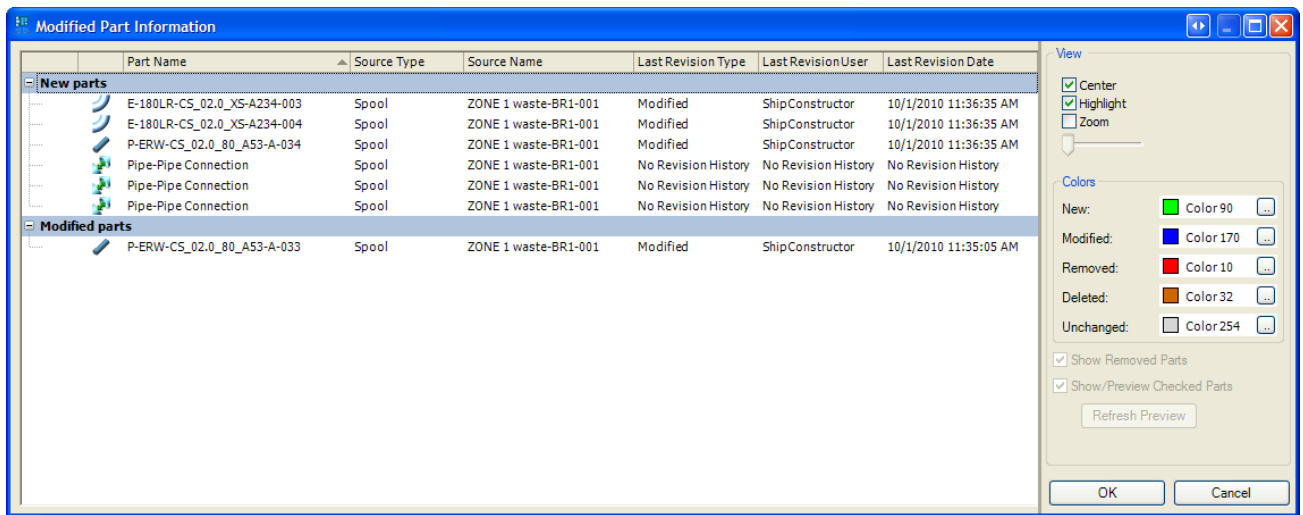 Modified Part Information
Part Name Source Type Source Name Last Revision Type Last Revision User Last Revision Date
New parts
E-180LR-CS_02.0_XS-A234-003 Spool ZONE 1 waste-BR1-001 Modified ShipConstructor 10/1/2010 11:36:35 AM
E-180LR-CS_02.0_XS-A234-004 Spool ZONE 1 waste-BR1-001 Modified ShipConstructor 10/1/2010 11:36:35 AM
P-ERW-CS_02.0_80_A53-A-034 Spool ZONE 1 waste-BR1-001 Modified ShipConstructor 10/1/2010 11:36:35 AM
Pipe-Pipe Connection Spool ZONE 1 waste-BR1-001 No Revision History No Revision History No Revision History
Pipe-Pipe Connection Spool ZONE 1 waste-BR1-001 No Revision History No Revision History No Revision History
Pipe-Pipe Connection Spool ZONE 1 waste-BR1-001 No Revision History No Revision History No Revision History
Modified parts
P-ERW-CS_02.0_80_A53-A-033 Spool ZONE 1 waste-BR1-001 Modified ShipConstructor 10/1/2010 11:35:05 AM
View
Center
Highlight
Zoom
Colors
New: Color 90 ..
Modified: Color 170 ..
Removed: Color 10 ..
Deleted: Color 32 ..
Unchanged: Color 254 ..
Show Removed Parts
Show/Preview Checked Parts
Refresh Preview
OK Cancel